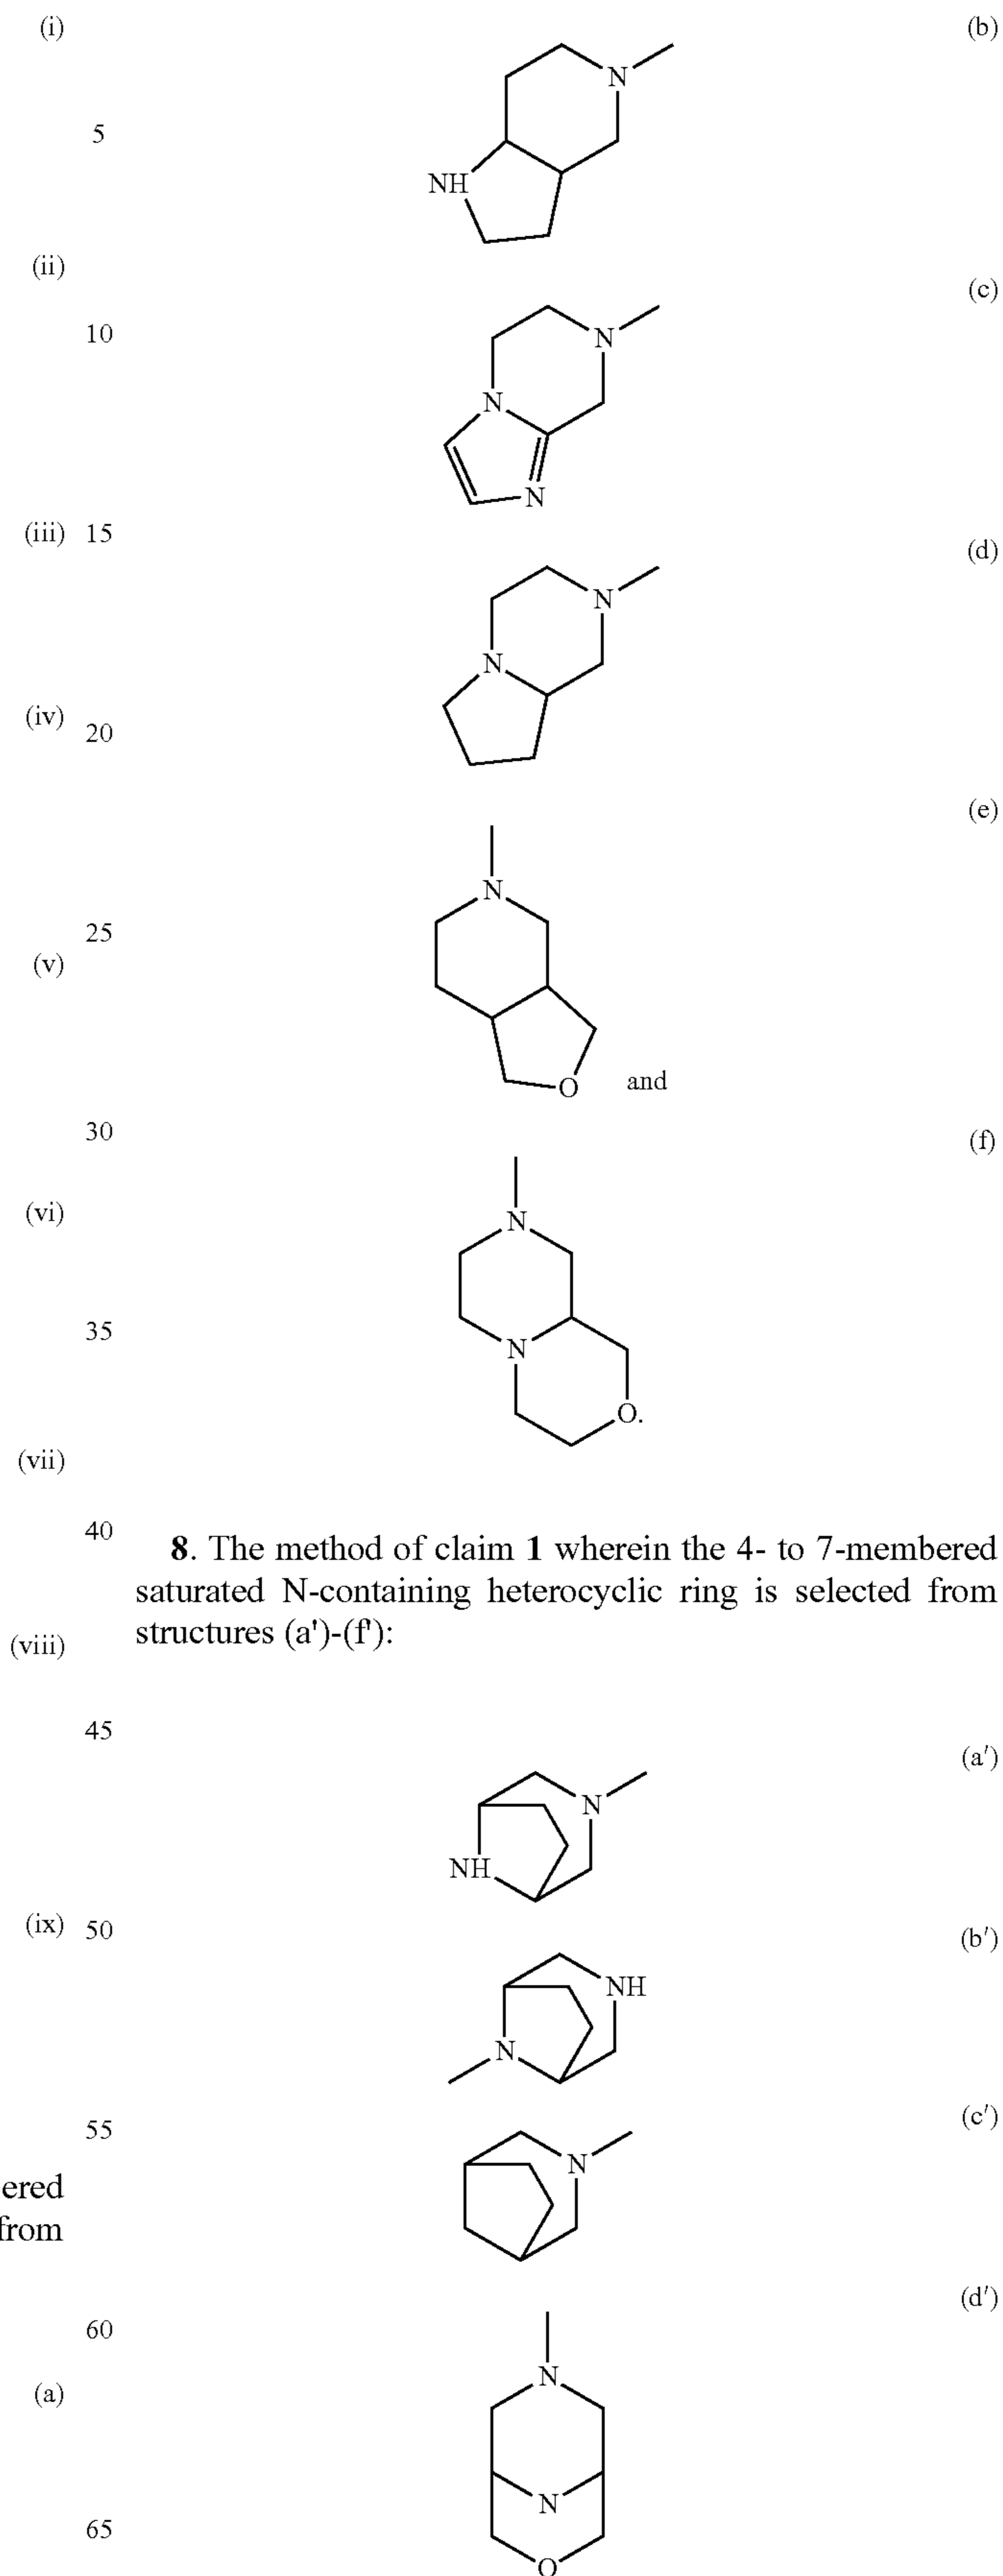 (i)
(b)
N
5
NH
(ii)
(c)
10
N
N
N
(iii) 15
(d)
N
N
(iv)
20
(e)
N
25
(v)
O and
30
(f)
(vi)
N
35
N
O.
(vii)
40
8. The method of claim 1 wherein the 4- to 7-membered
saturated N-containing heterocyclic ring is selected from
structures (a')-(f'):
(viii)
45
(a')
N
NH
(ix) 50
(b')
NH
N
55
(c')
N
ered
from
(d')
60
N
(a)
N
65
O